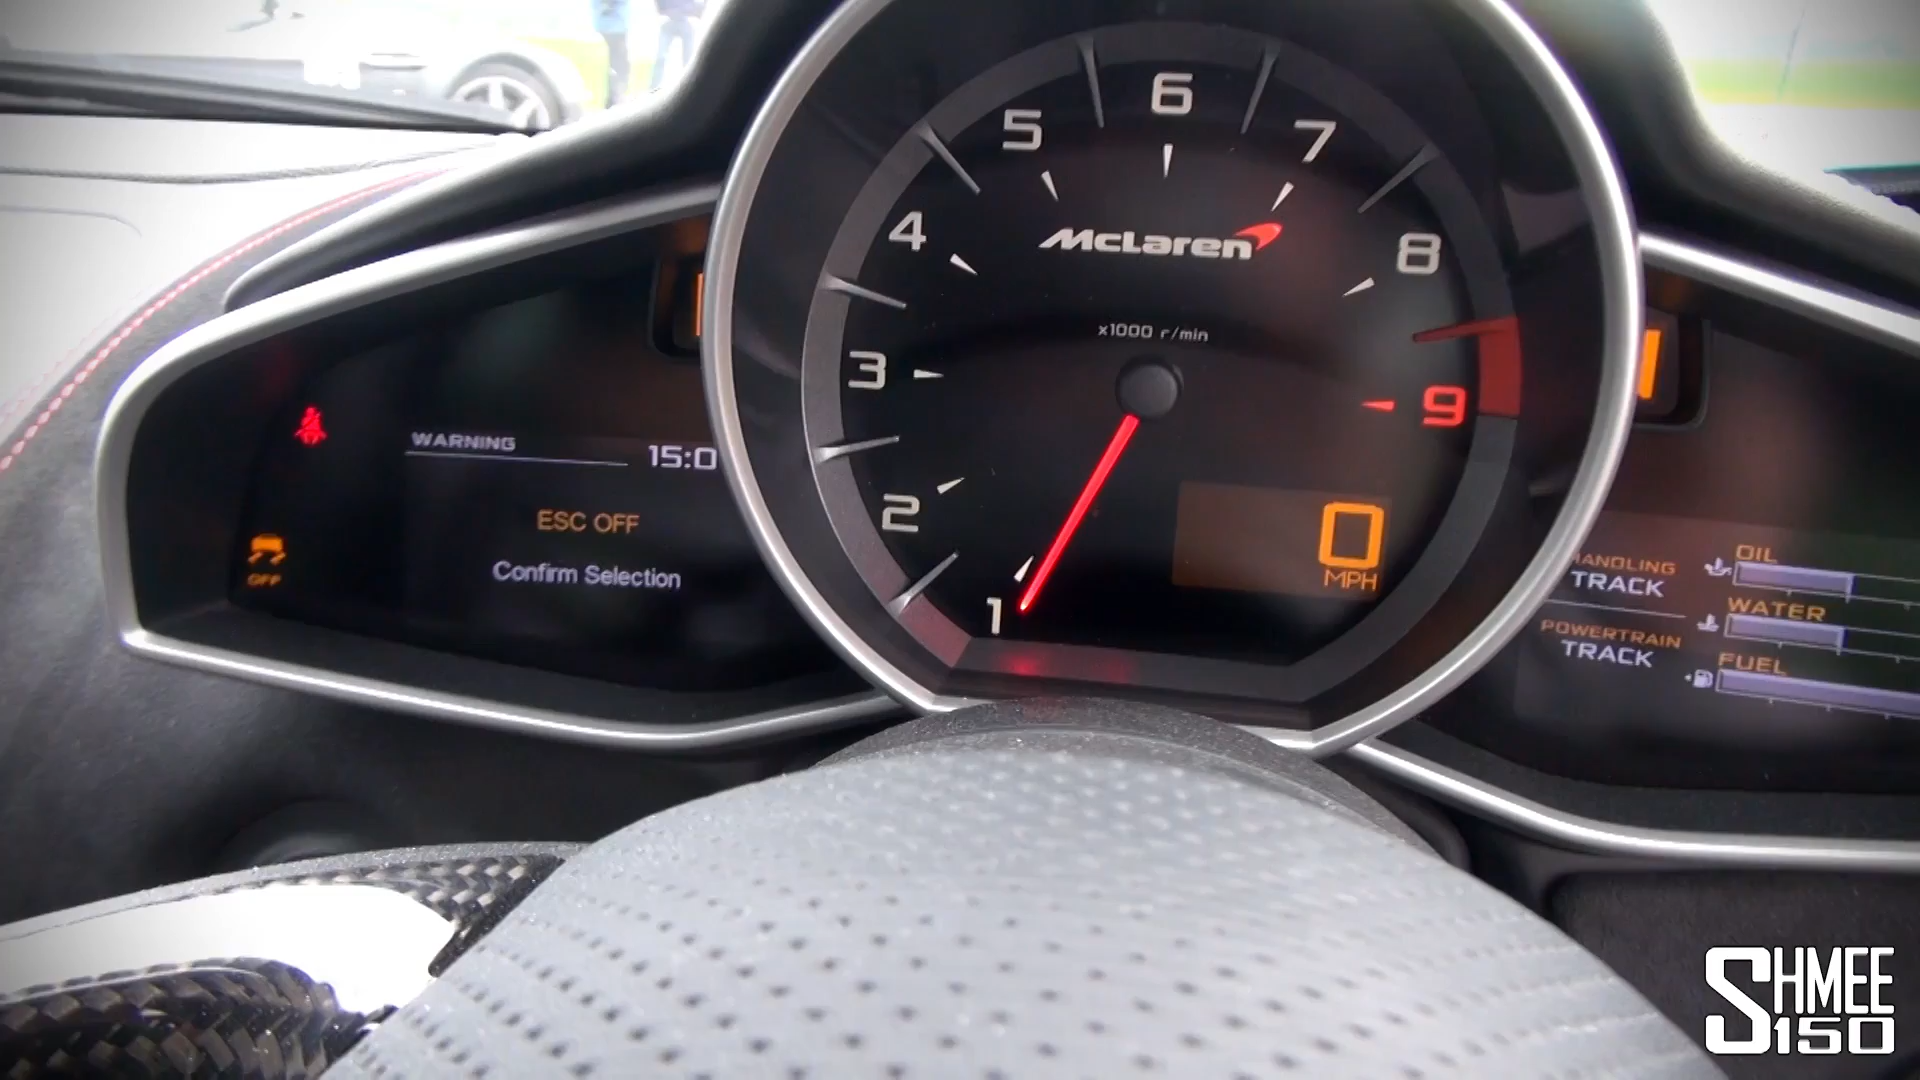 WARNING
15:0
ESC OFF
Confirm Selection
OFF
1
2
3
4
5
6
7
8
9
McLaren
x1000 r/min
0
MPH
HANDLING
TRACK
POWERTRAIN
TRACK
OIL
WATER
FUEL
SHMEE
150